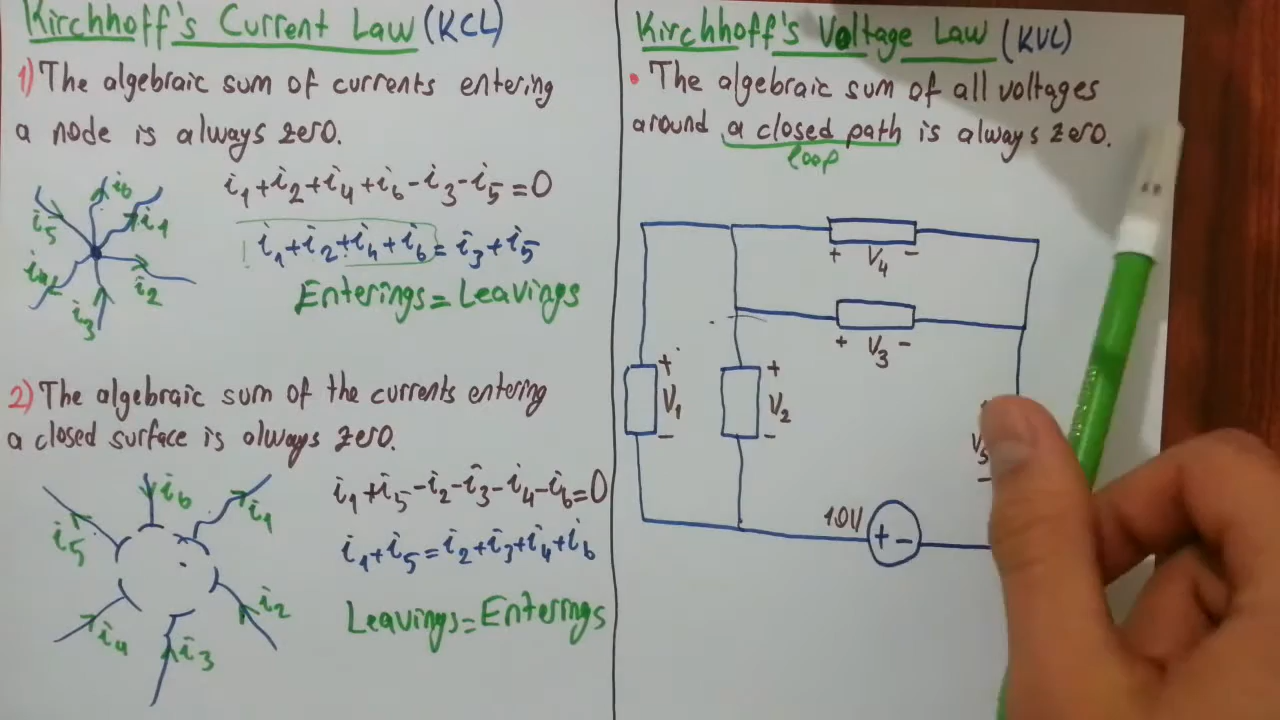 Kirchhoff's Current Law (KCL)
1) The algebraic sum of currents entering
a node is always zero.
i₁+i₂+i₄+i₆-i₃-i₅=0
i₁+i₂+i₄+i₆=i₃+i₅
Enterings=Leavings
i₆
i₅
i₁
i₄
i₂
i₃
2) The algebraic sum of the currents entering
a closed surface is always zero.
i₁+i₅-i₂-i₃-i₄-i₆=0
i₁+i₅=i₂+i₃+i₄+i₆
Leavings=Enterings
i₆
i₁
i₅
i₂
i₄
i₃
Kirchhoff's Voltage Law (KVL)
• The algebraic sum of all voltages
around a closed path is always zero.
loop
+ V₄ -
+ V₃ -
+ V₁ -
+ V₂ -
V₅ -
10V
+ -